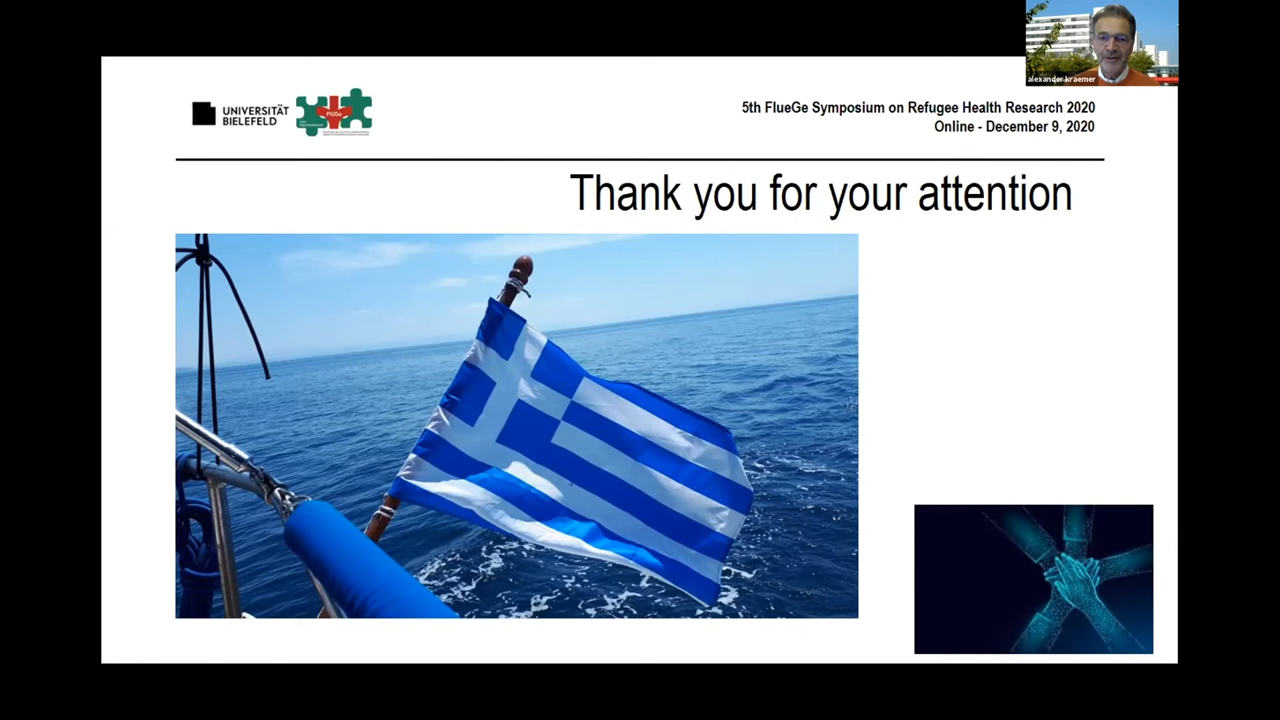 alexander kraemer
UNIVERSITÄT
BIELEFELD
FlüGe
5th FlueGe Symposium on Refugee Health Research 2020
Online - December 9, 2020
Thank you for your attention